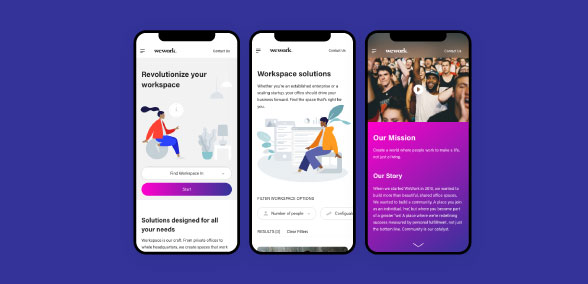 wework.
Contact Us
Revolutionize your
workspace
Find Workspace In
Start
Solutions designed for all
your needs
Workspace is our craft. From private offices to
whole headquarters, we create spaces that work
wework.
Contact Us
Workspace solutions
Whether you're an established enterprise or a
scaling startup, your office should drive your
business forward. Find the space that's right for
you.
FILTER WORKSPACE OPTIONS
Number of people
Configurati
RESULTS(0)
Clear Filters
wework.
Contact Us
Our Mission
Create a world where people work to make a life,
not just a living.
Our Story
When we started WeWork in 2010, we wanted to
build more than beautiful, shared office spaces.
We wanted to build a community. A place you join
as an individual, 'me', but where you become part
of a greater 'we'. A place where we're redefining
success measured by personal fulfillment, not just
the bottom line. Community is our catalyst.